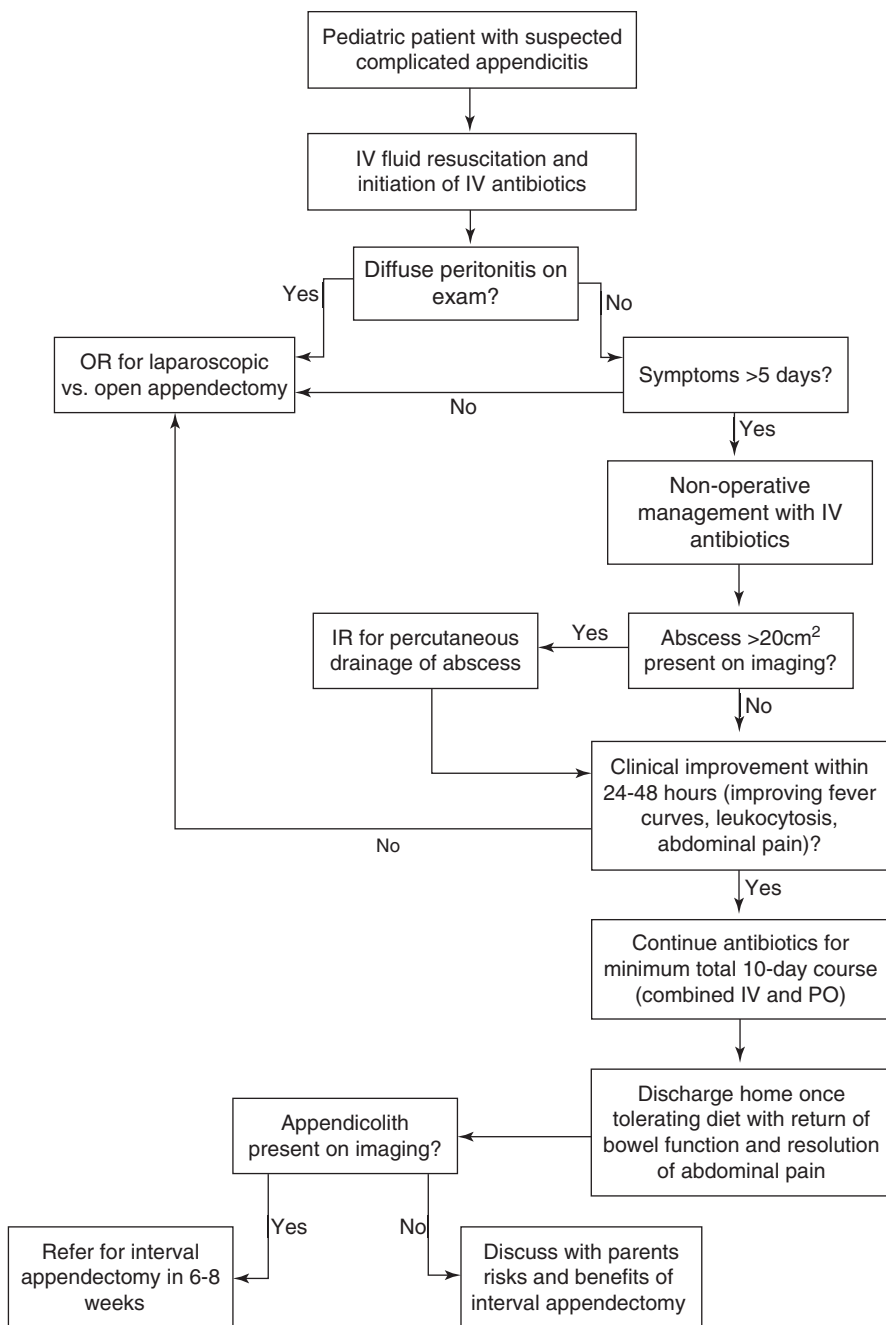 Pediatric patient with suspected
complicated appendicitis
IV fluid resuscitation and
initiation of IV antibiotics
Diffuse peritonitis on
exam?
Yes
No
OR for laparoscopic
vs. open appendectomy
Symptoms >5 days?
No
Yes
Non-operative
management with IV
antibiotics
IR for percutaneous
drainage of abscess
Yes
Abscess >20cm²
present on imaging?
No
Clinical improvement within
24-48 hours (improving fever
curves, leukocytosis,
abdominal pain)?
No
Yes
Continue antibiotics for
minimum total 10-day course
(combined IV and PO)
Discharge home once
tolerating diet with return of
bowel function and resolution
of abdominal pain
Appendicolith
present on imaging?
Yes
No
Refer for interval
appendectomy in 6-8
weeks
Discuss with parents
risks and benefits of
interval appendectomy